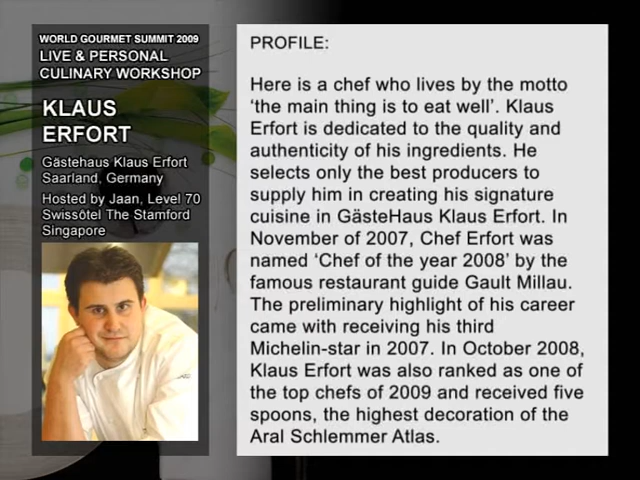 WORLD GOURMET SUMMIT 2009
LIVE & PERSONAL
CULINARY WORKSHOP
KLAUS
ERFORT
Gästehaus Klaus Erfort
Saarland, Germany
Hosted by Jaan, Level 70
Swissôtel The Stamford
Singapore
PROFILE:
Here is a chef who lives by the motto
‘the main thing is to eat well’. Klaus
Erfort is dedicated to the quality and
authenticity of his ingredients. He
selects only the best producers to
supply him in creating his signature
cuisine in GästeHaus Klaus Erfort. In
November of 2007, Chef Erfort was
named ‘Chef of the year 2008’ by the
famous restaurant guide Gault Millau.
The preliminary highlight of his career
came with receiving his third
Michelin-star in 2007. In October 2008,
Klaus Erfort was also ranked as one of
the top chefs of 2009 and received five
spoons, the highest decoration of the
Aral Schlemmer Atlas.